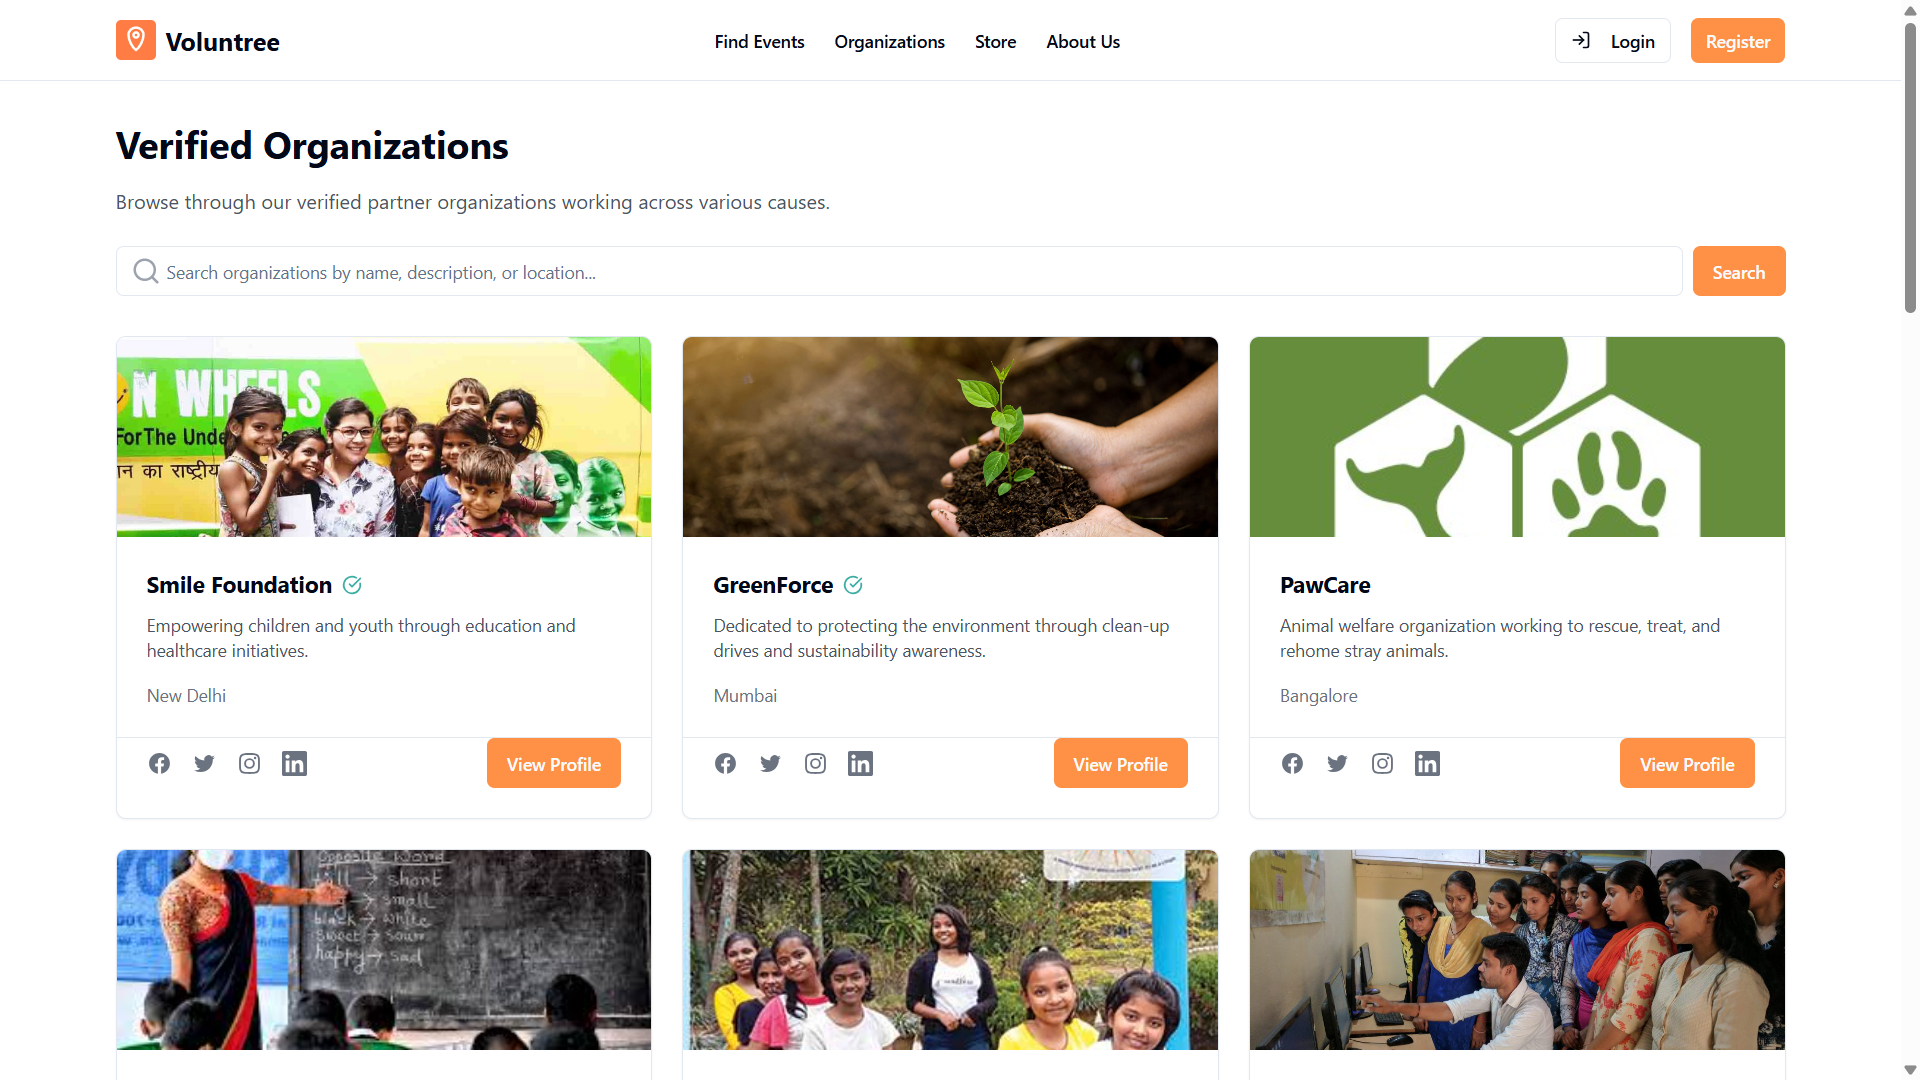 Voluntree
Find Events
Organizations
Store
About Us
Login
Register
Verified Organizations
Browse through our verified partner organizations working across various causes.
Search organizations by name, description, or location...
Search
N WHEELS
For The Unde
ान का राष्ट्रीय
Smile Foundation
Empowering children and youth through education and
healthcare initiatives.
New Delhi
View Profile
GreenForce
Dedicated to protecting the environment through clean-up
drives and sustainability awareness.
Mumbai
View Profile
PawCare
Animal welfare organization working to rescue, treat, and
rehome stray animals.
Bangalore
View Profile
Opposite Word
tall → short
→ small
black → white
sweet → sour
happy → sad